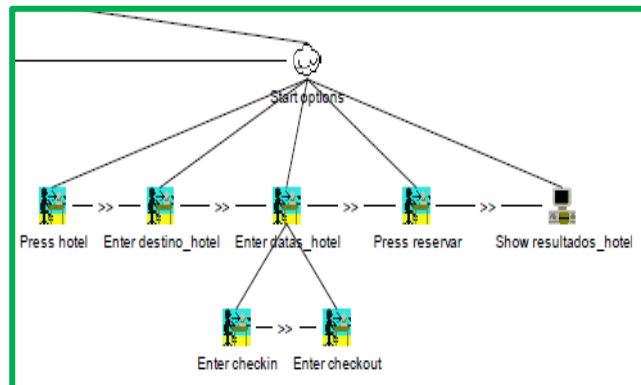 Start options
>> >> >> >>
Press hotel Enter destino_hotel Enter datas_hotel Press reservar Show resultados_hotel
>>
Enter checkin Enter checkout